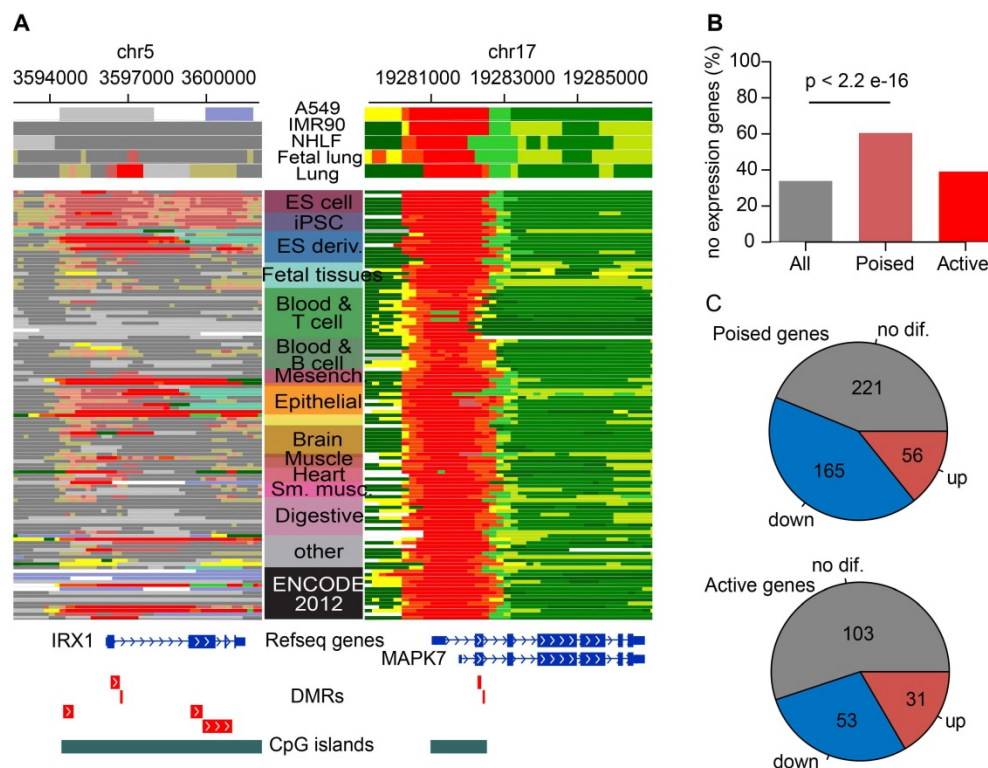 A
chr5
3594000 3597000 3600000
chr17
19281000 19283000 19285000
A549
IMR90
NHLF
Fetal lung
Lung
ES cell
iPSC
ES deriv.
Fetal tissues
Blood &
T cell
Blood &
B cell
Mesench
Epithelial
Brain
Muscle
Heart
Sm. musc.
Digestive
other
ENCODE
2012
IRX1
Refseq genes
MAPK7
DMRs
CpG islands
B
no expression genes (%)
100
80
60
40
20
0
p < 2.2 e-16
All Poised Active
C
Poised genes
no dif.
221
165
56
down
up
Active genes
no dif.
103
53
31
down
up